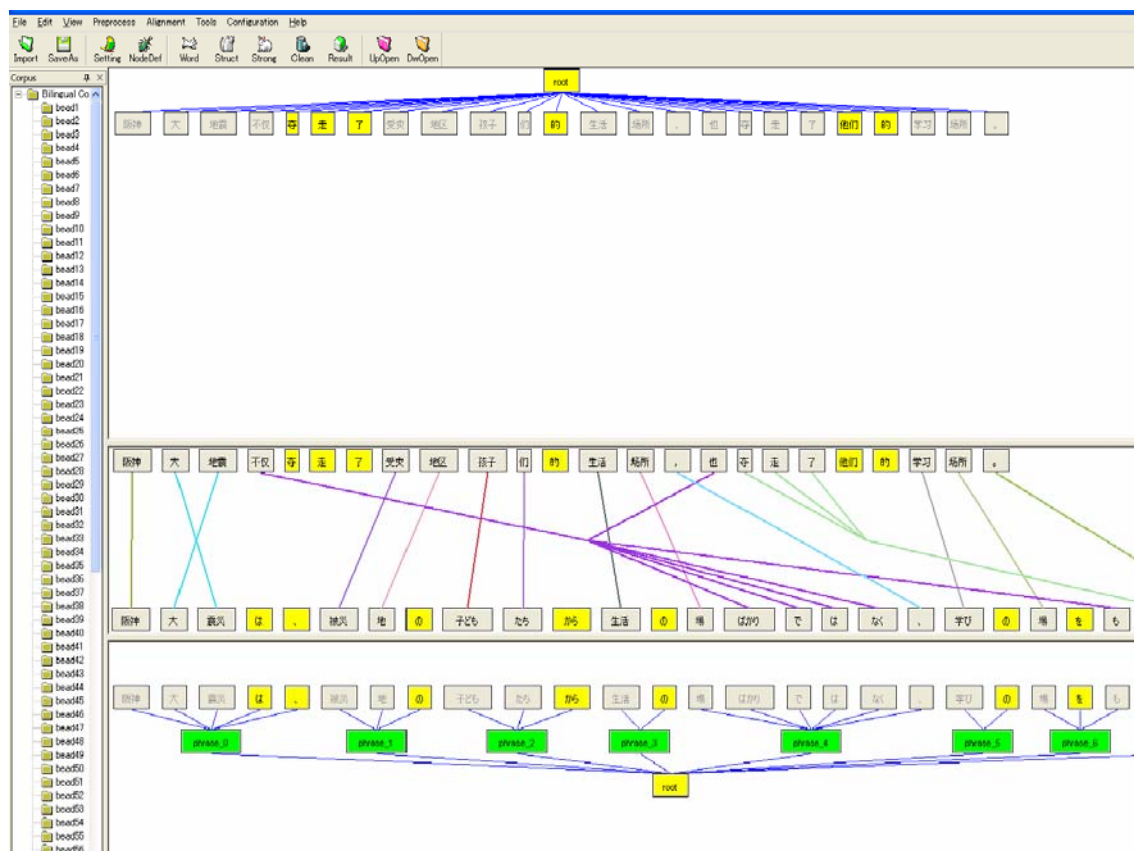 File Edit View Preprocess Alignment Tools Configuration Help
Import SaveAs Setting NodeDef Word Struct Strong Clean Result UpOpen DwOpen
Corpus
Bilingual Co
bead1
bead2
bead3
bead4
bead5
bead6
bead7
bead8
bead9
bead10
bead11
bead12
bead13
bead14
bead15
bead16
bead17
bead18
bead19
bead20
bead21
bead22
bead23
bead24
bead25
bead26
bead27
bead28
bead29
bead30
bead31
bead32
bead33
bead34
bead35
bead36
bead37
bead38
bead39
bead40
bead41
bead42
bead43
bead44
bead45
bead46
bead47
bead48
bead49
bead50
bead51
bead52
bead53
bead54
bead55
bead56
root
阪神 大 地震 不仅 夺 走 了 受灾 地区 孩子 们 的 生活 场所 , 也 夺 走 了 他们 的 学习 场所 。
阪神 大 地震 不仅 夺 走 了 受灾 地区 孩子 们 的 生活 场所 , 也 夺 走 了 他们 的 学习 场所 。
阪神 大 震災 は 、 被災 地 の 子ども たち から 生活 の 場 ばかり で は なく 、 学び の 場 を も
阪神 大 震災 は 、 被災 地 の 子ども たち から 生活 の 場 ばかり で は なく 、 学び の 場 を も
phrase_0 phrase_1 phrase_2 phrase_3 phrase_4 phrase_5 phrase_6
root